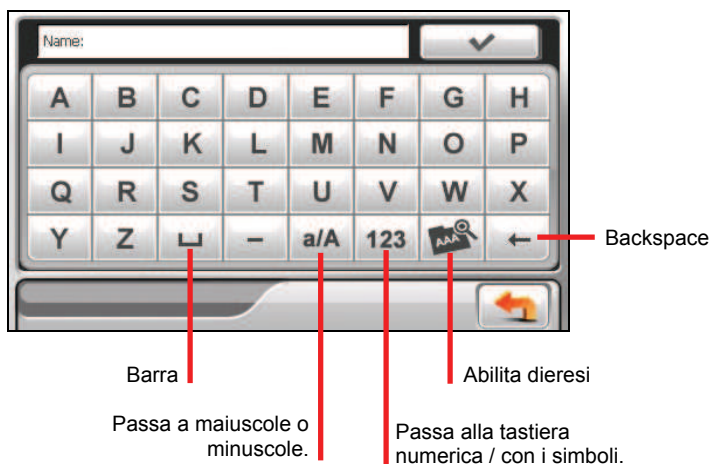 Name:
A B C D E F G H
I J K L M N O P
Q R S T U V W X
Y Z – a/A 123 AAA ←
Backspace
Barra
Abilita dieresi
Passa a maiuscole o
minuscole.
Passa alla tastiera
numerica / con i simboli.